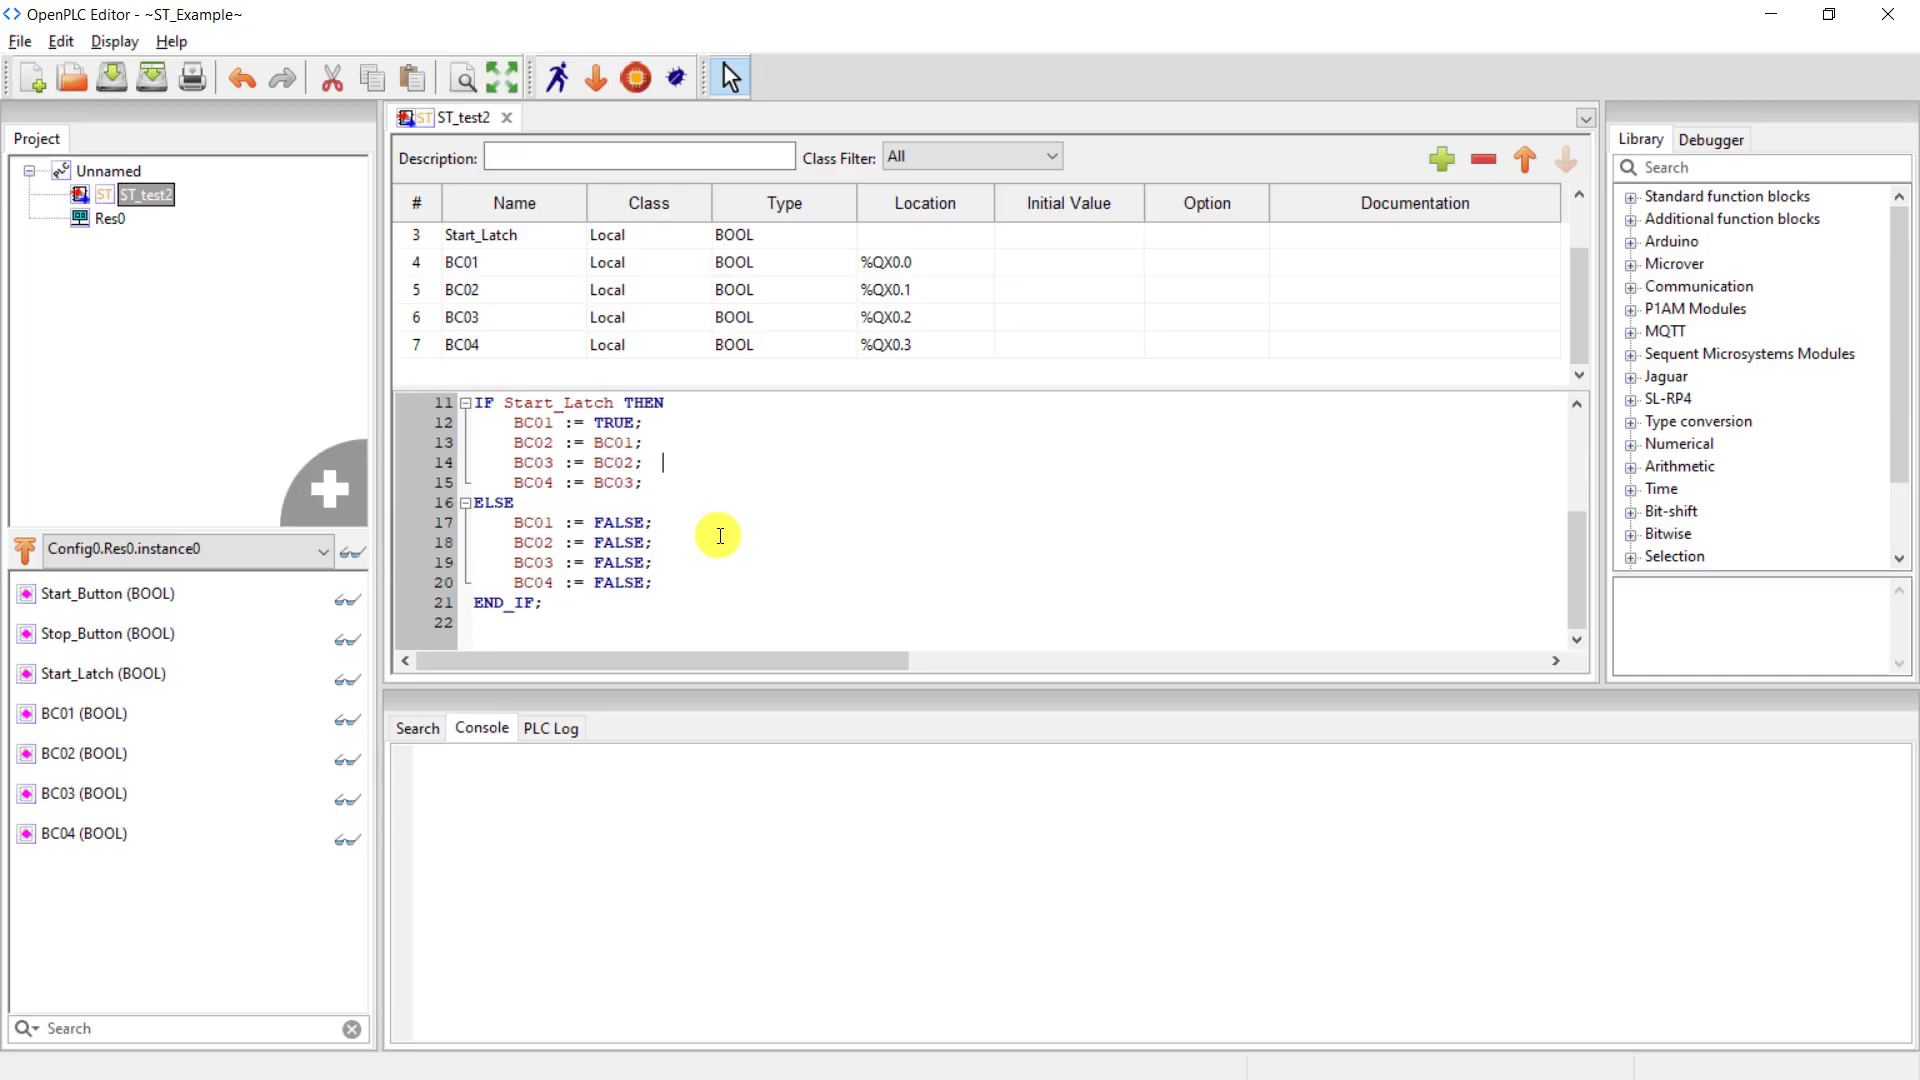 OpenPLC Editor - ~ST_Example~
File Edit Display Help
Project
Unnamed
ST ST_test2
Res0
Config0.Res0.instance0
Start_Button (BOOL)
Stop_Button (BOOL)
Start_Latch (BOOL)
BC01 (BOOL)
BC02 (BOOL)
BC03 (BOOL)
BC04 (BOOL)
Search
ST ST_test2
Description: Class Filter: All
# Name Class Type Location Initial Value Option Documentation
3 Start_Latch Local BOOL
4 BC01 Local BOOL %QX0.0
5 BC02 Local BOOL %QX0.1
6 BC03 Local BOOL %QX0.2
7 BC04 Local BOOL %QX0.3
11 IF Start_Latch THEN
12 BC01 := TRUE;
13 BC02 := BC01;
14 BC03 := BC02;
15 BC04 := BC03;
16 ELSE
17 BC01 := FALSE;
18 BC02 := FALSE;
19 BC03 := FALSE;
20 BC04 := FALSE;
21 END_IF;
22
Search Console PLC Log
Library Debugger
Search
Standard function blocks
Additional function blocks
Arduino
Microver
Communication
P1AM Modules
MQTT
Sequent Microsystems Modules
Jaguar
SL-RP4
Type conversion
Numerical
Arithmetic
Time
Bit-shift
Bitwise
Selection